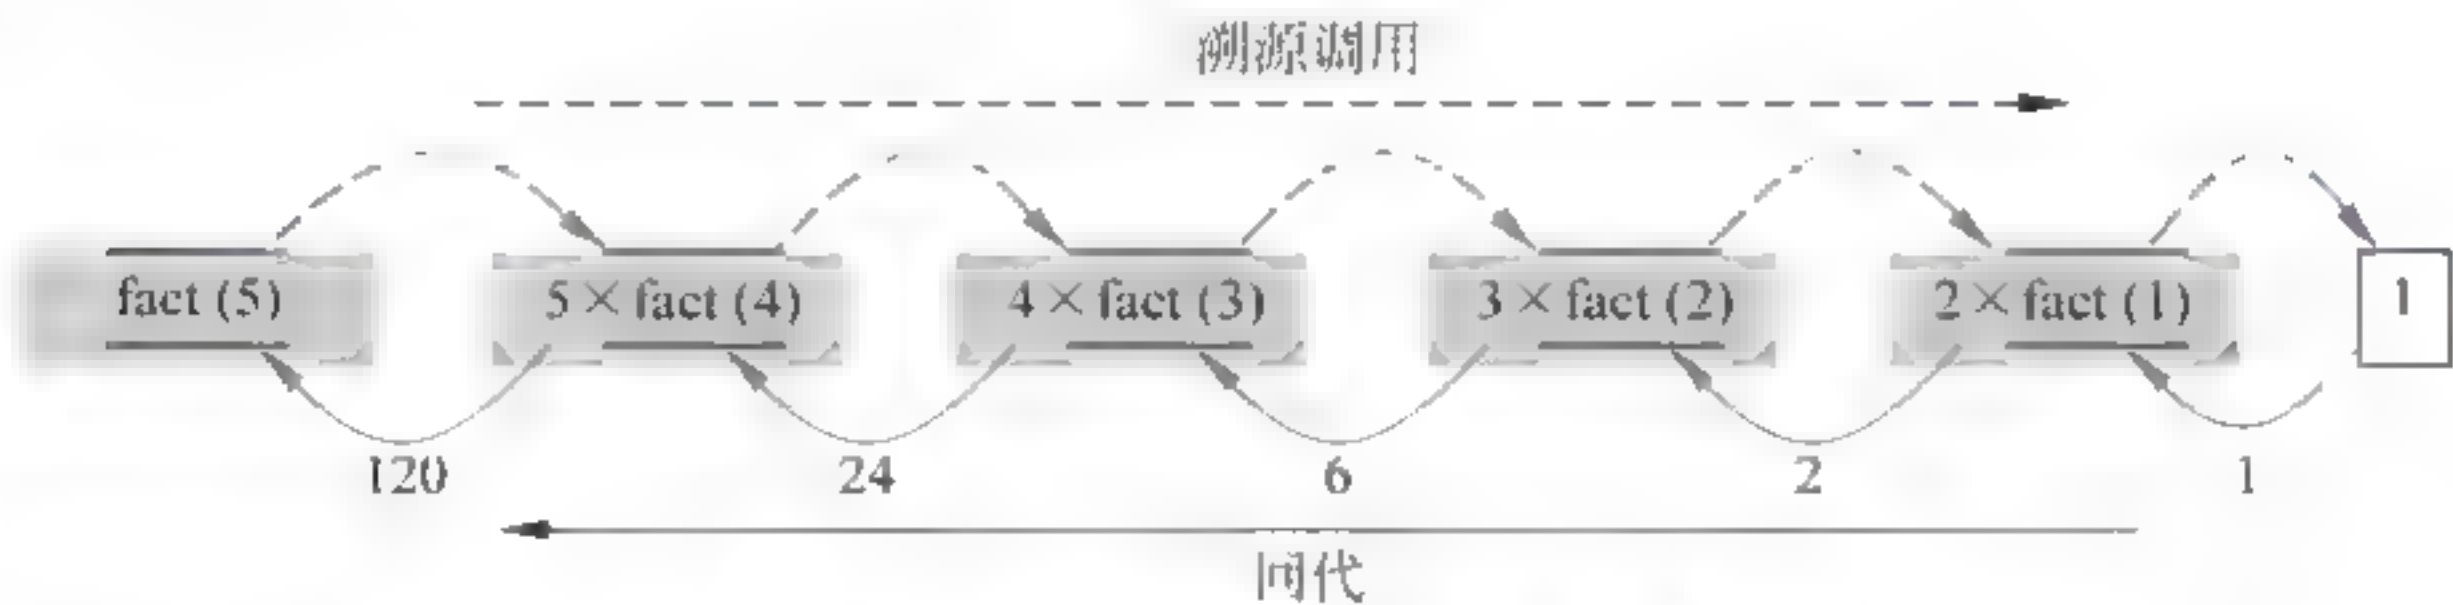 溯源调用
fact (5) 5 × fact (4) 4 × fact (3) 3 × fact (2) 2 × fact (1) 1
120 24 6 2 1
回代